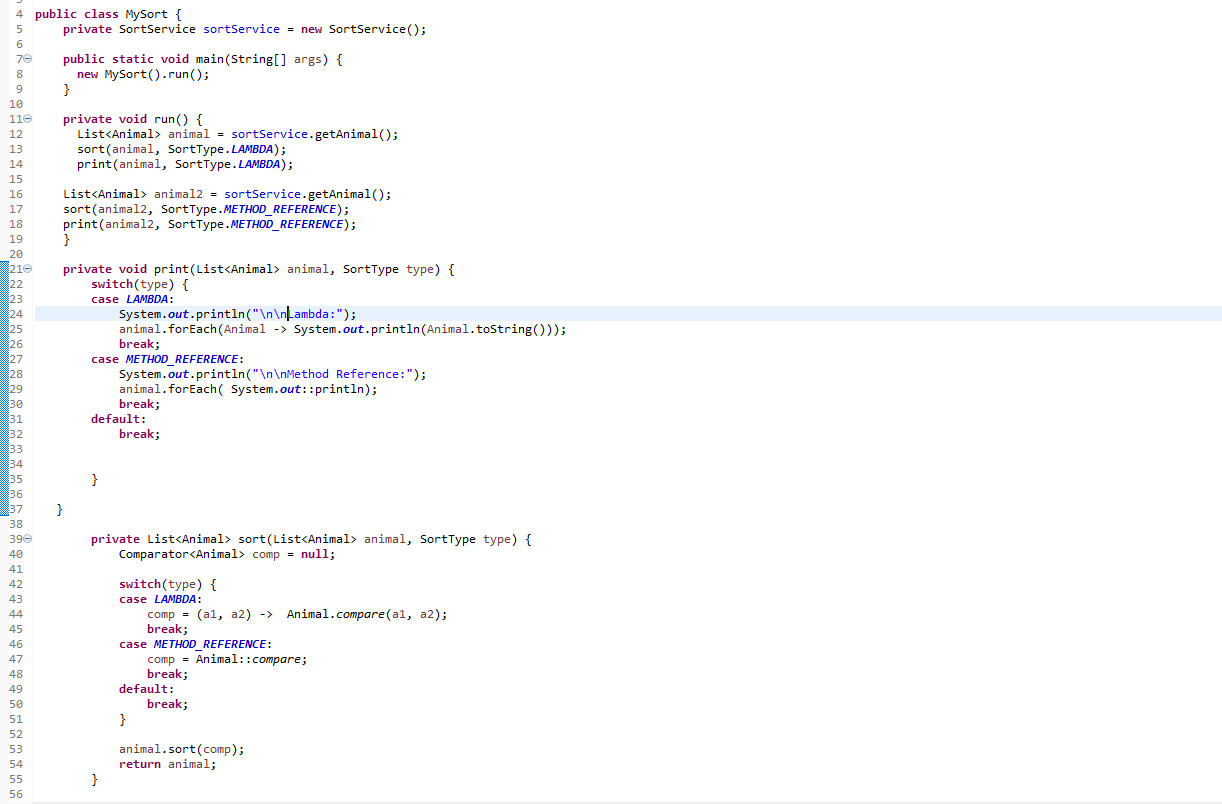 4 public class MySort {
5     private SortService sortService = new SortService();
6
7     public static void main(String[] args) {
8       new MySort().run();
9     }
10
11     private void run() {
12       List<Animal> animal = sortService.getAnimal();
13       sort(animal, SortType.LAMBDA);
14       print(animal, SortType.LAMBDA);
15
16     List<Animal> animal2 = sortService.getAnimal();
17     sort(animal2, SortType.METHOD_REFERENCE);
18     print(animal2, SortType.METHOD_REFERENCE);
19     }
20
21     private void print(List<Animal> animal, SortType type) {
22         switch(type) {
23         case LAMBDA:
24             System.out.println("\n\nLambda:");
25             animal.forEach(Animal -> System.out.println(Animal.toString()));
26             break;
27         case METHOD_REFERENCE:
28             System.out.println("\n\nMethod Reference:");
29             animal.forEach( System.out::println);
30             break;
31         default:
32             break;
33
34
35         }
36
37    }
38
39         private List<Animal> sort(List<Animal> animal, SortType type) {
40             Comparator<Animal> comp = null;
41
42             switch(type) {
43             case LAMBDA:
44                 comp = (a1, a2) ->  Animal.compare(a1, a2);
45                 break;
46             case METHOD_REFERENCE:
47                 comp = Animal::compare;
48                 break;
49             default:
50                 break;
51             }
52
53             animal.sort(comp);
54             return animal;
55         }
56